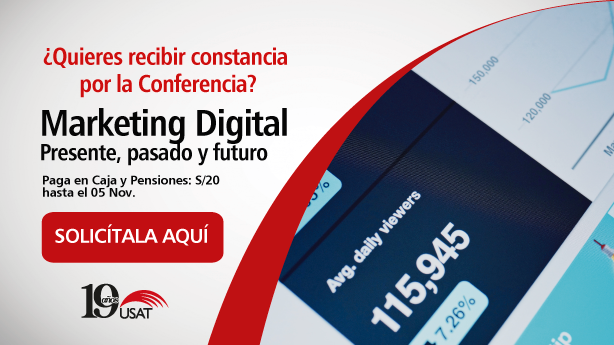 ¿Quieres recibir constancia
por la Conferencia?
Marketing Digital
Presente, pasado y futuro
Paga en Caja y Pensiones: S/20
hasta el 05 Nov.
SOLICÍTALA AQUÍ
19 años
USAT
150,000
120,000
Avg. daily viewers
115,945
7.26%